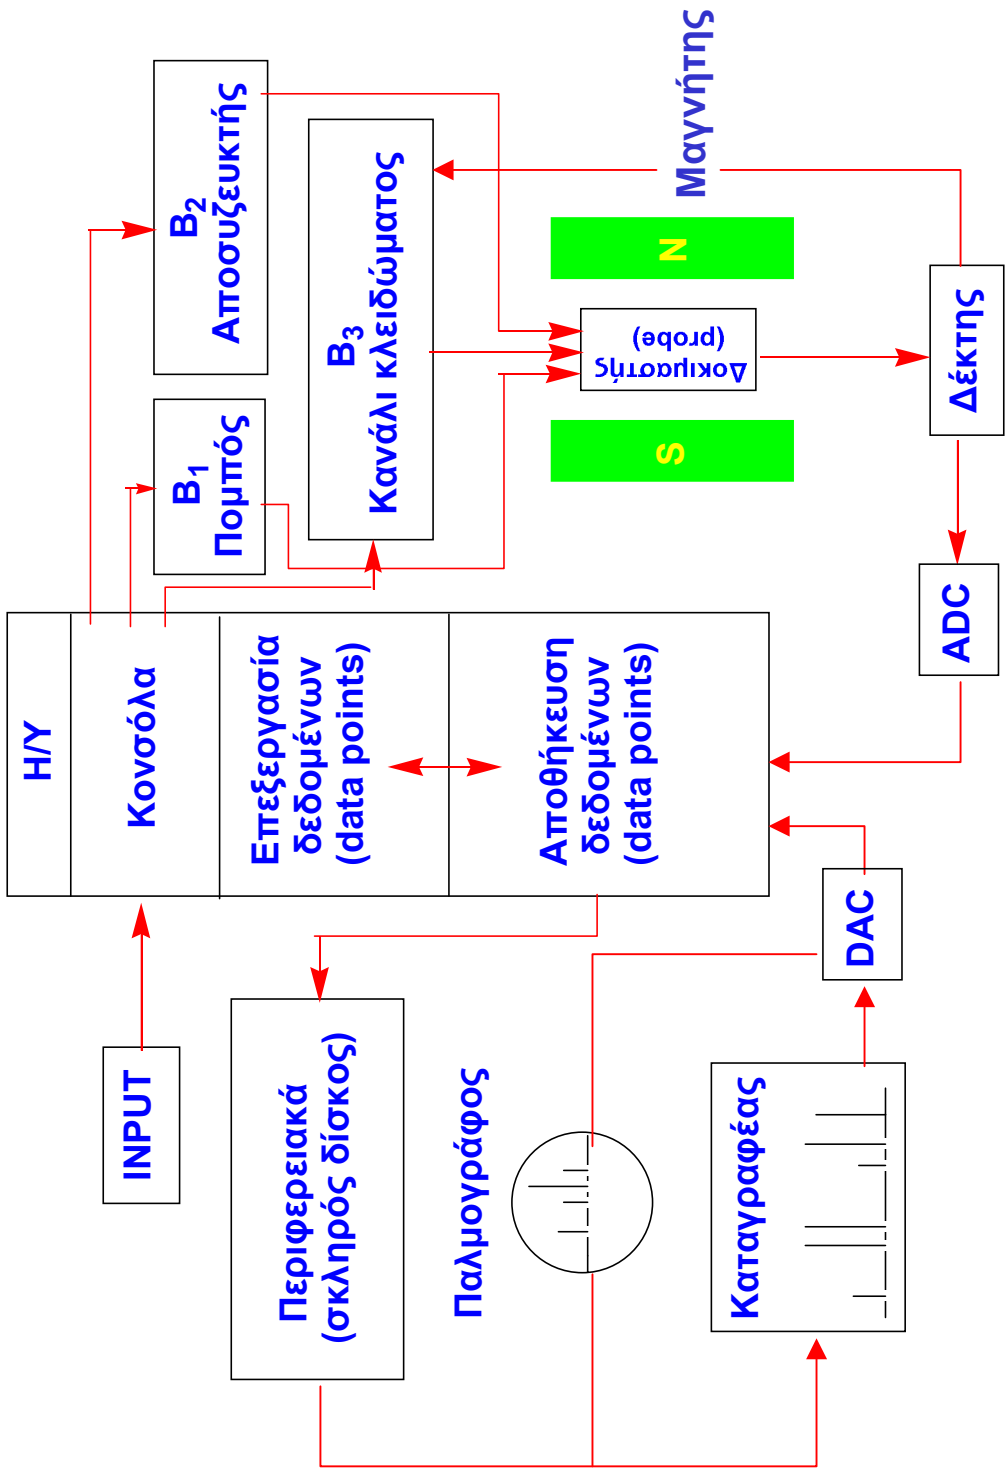 INPUT
Η/Υ
Κονσόλα
Επεξεργασία
δεδομένων
(data points)
Αποθήκευση
δεδομένων
(data points)
B1
Πομπός
B2
Αποσυζευκτής
B3
Κανάλι κλειδώματος
S
Δοκιμαστής
(probe)
N
Μαγνήτης
Δέκτης
ADC
DAC
Περιφερειακά
(σκληρός δίσκος)
Παλμογράφος
Καταγραφέας